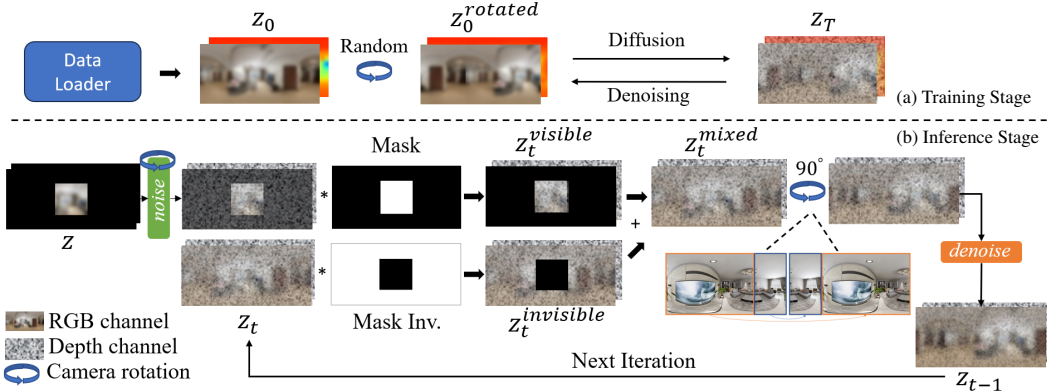 Data
Loader
z_0
Random
z_0^{rotated}
Diffusion
Denoising
z_T
(a) Training Stage
(b) Inference Stage
z
noise
Mask
*
z_t^{visible}
z_t^{mixed}
90°
+
*
denoise
z_t
Mask Inv.
z_t^{invisible}
RGB channel
Depth channel
Camera rotation
Next Iteration
z_{t-1}